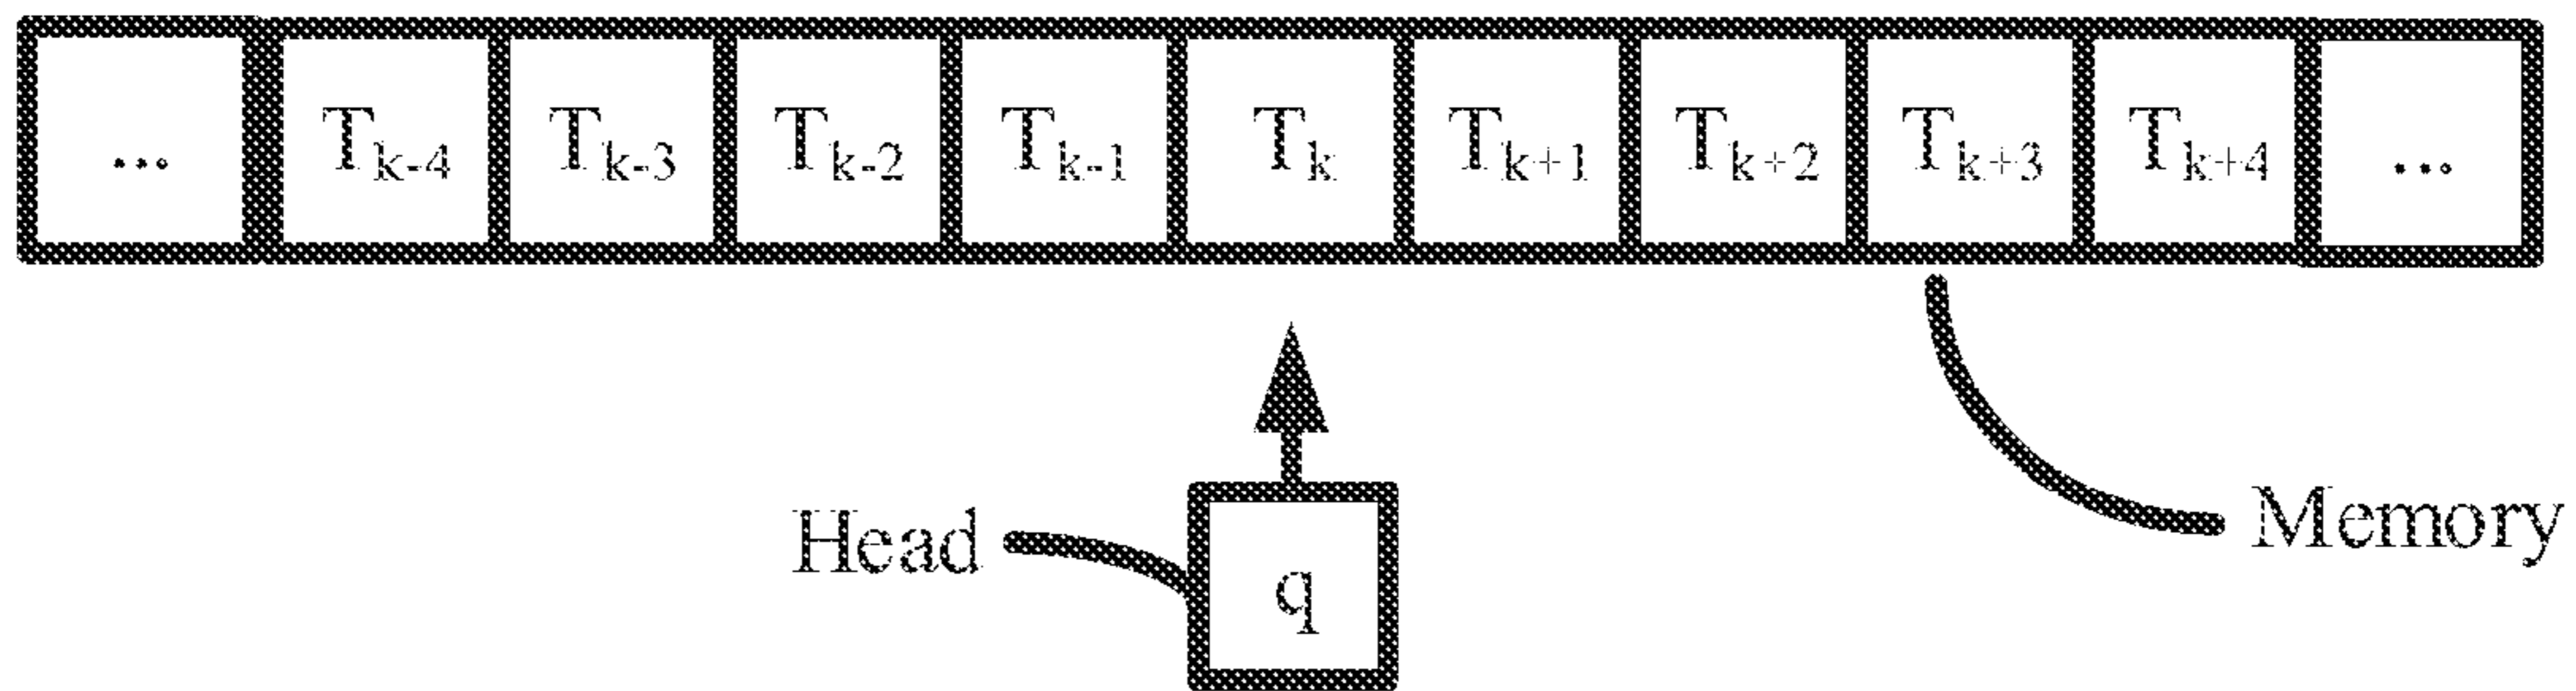 ... T_{k-4} T_{k-3} T_{k-2} T_{k-1} T_k T_{k+1} T_{k+2} T_{k+3} T_{k+4} ...
Head
q
Memory